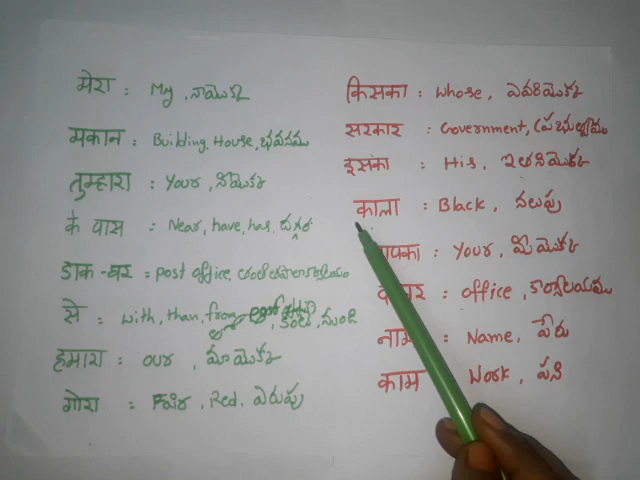 मेरा : My, నాయొక్క
मकान : Building, House, భవనము
तुम्हारा : Your, నీయొక్క
के पास : Near, have, has, దగ్గర
डाक-घर : post office, తంతితపాలాకార్యాలయం
से : with, than, from, కంటే, నుండి
हमारा : our, మాయొక్క
गोरा : Fair, Red, ఎరుపు
किसका : whose, ఎవరియొక్క
सरकार : Government, ప్రభుత్వము
इसका : His, ఇతనియొక్క
काला : Black, నలుపు
पका : Your, మీయొక్క
: office, కార్యాలయము
नाम : Name, పేరు
काम : Work, పని